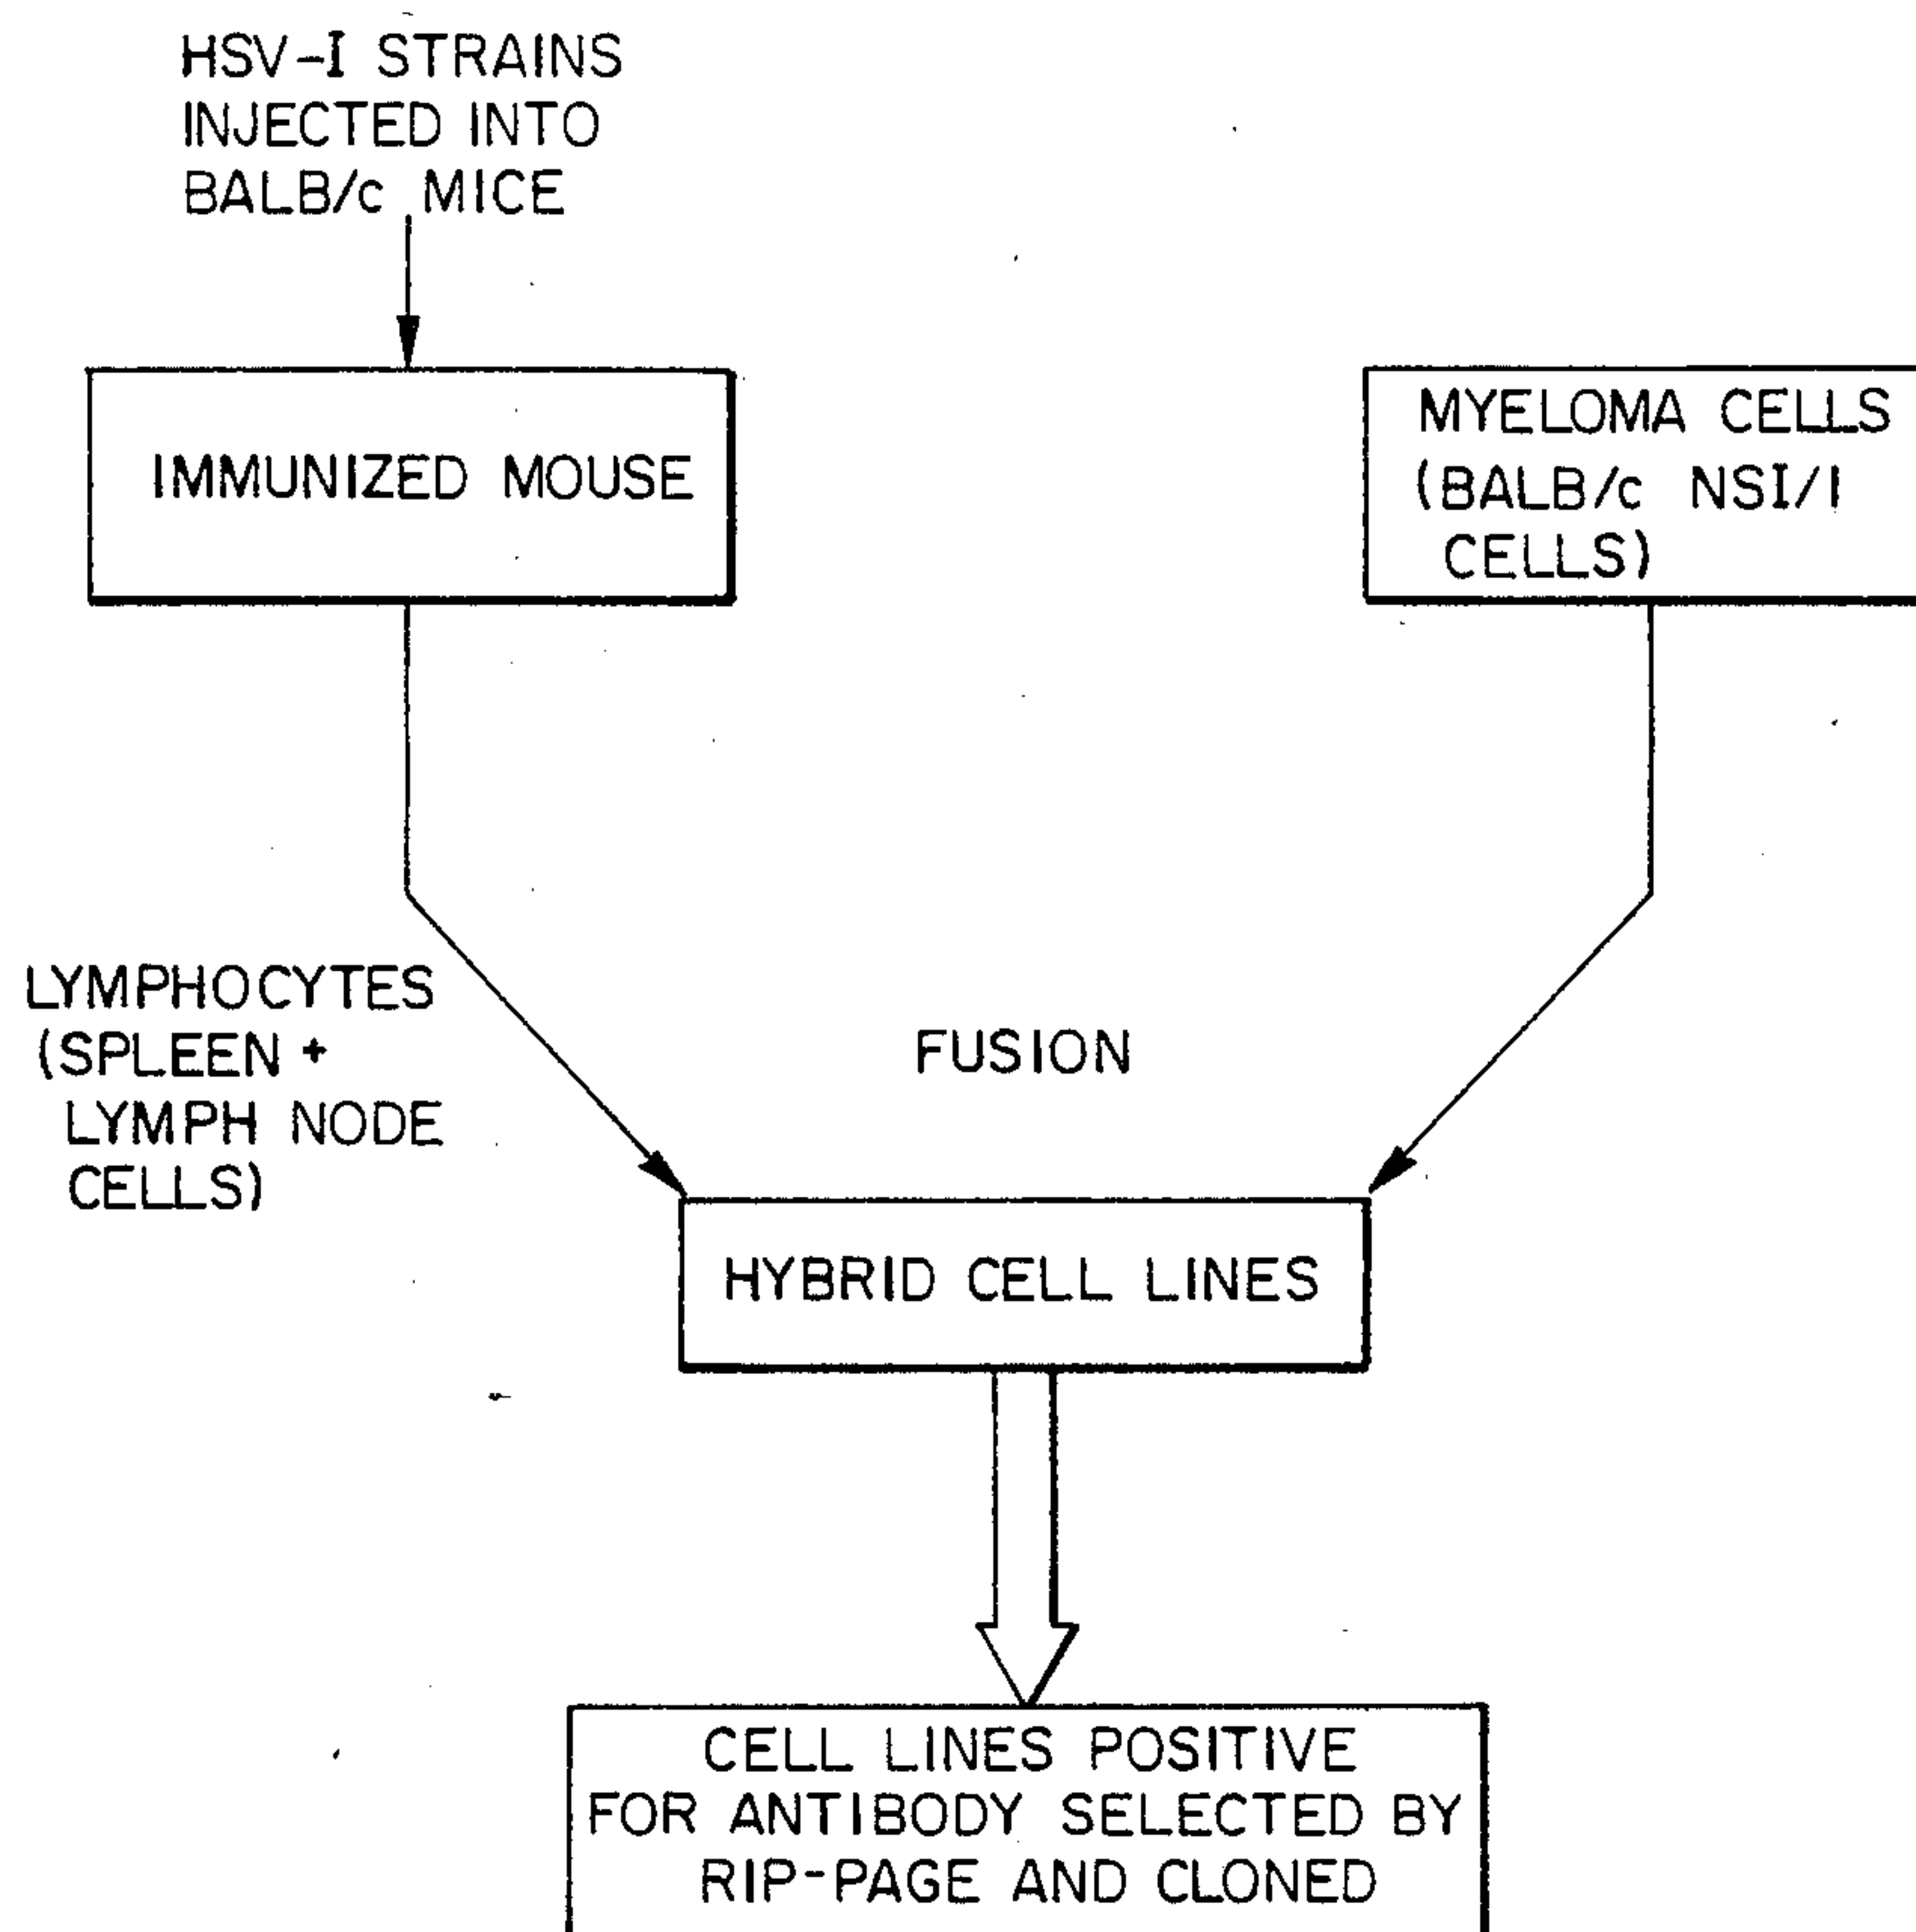 HSV-I STRAINS
INJECTED INTO
BALB/c MICE
IMMUNIZED MOUSE
MYELOMA CELLS
(BALB/c NSI/I
CELLS)
LYMPHOCYTES
(SPLEEN +
LYMPH NODE
CELLS)
FUSION
HYBRID CELL LINES
CELL LINES POSITIVE
FOR ANTIBODY SELECTED BY
RIP-PAGE AND CLONED